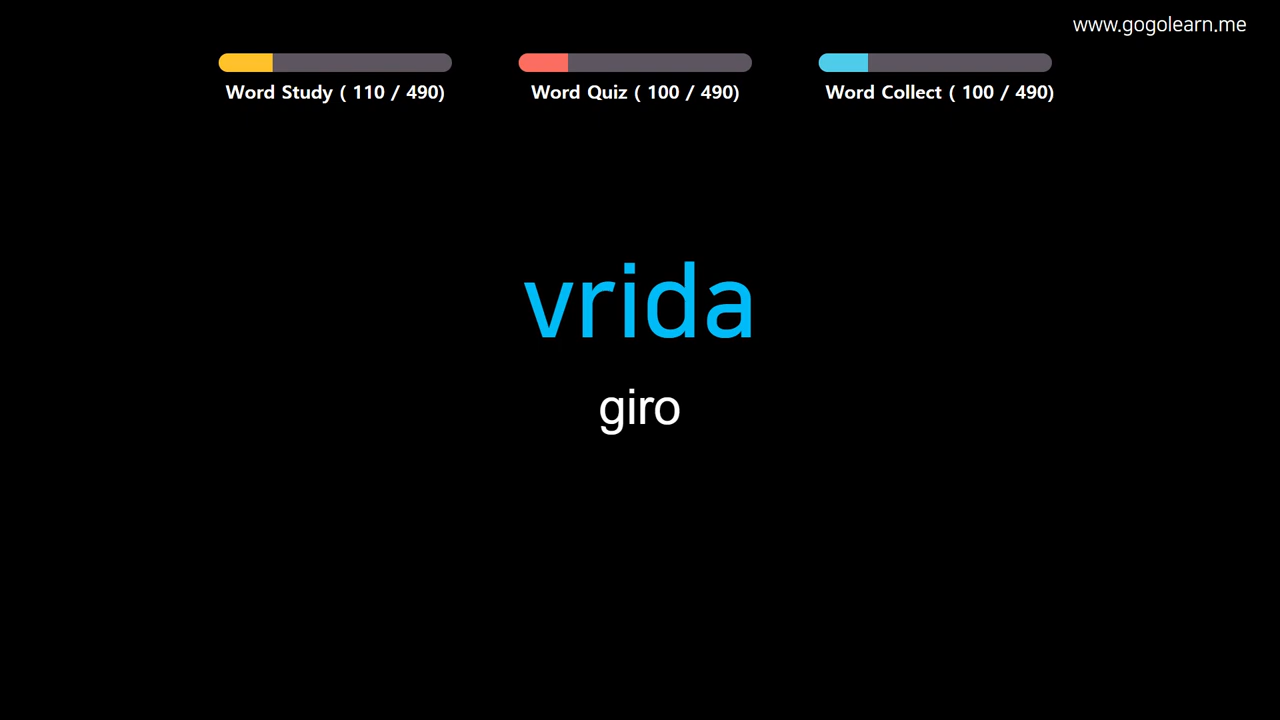 www.gogolearn.me
Word Study ( 110 / 490)
Word Quiz ( 100 / 490)
Word Collect ( 100 / 490)
vrida
giro